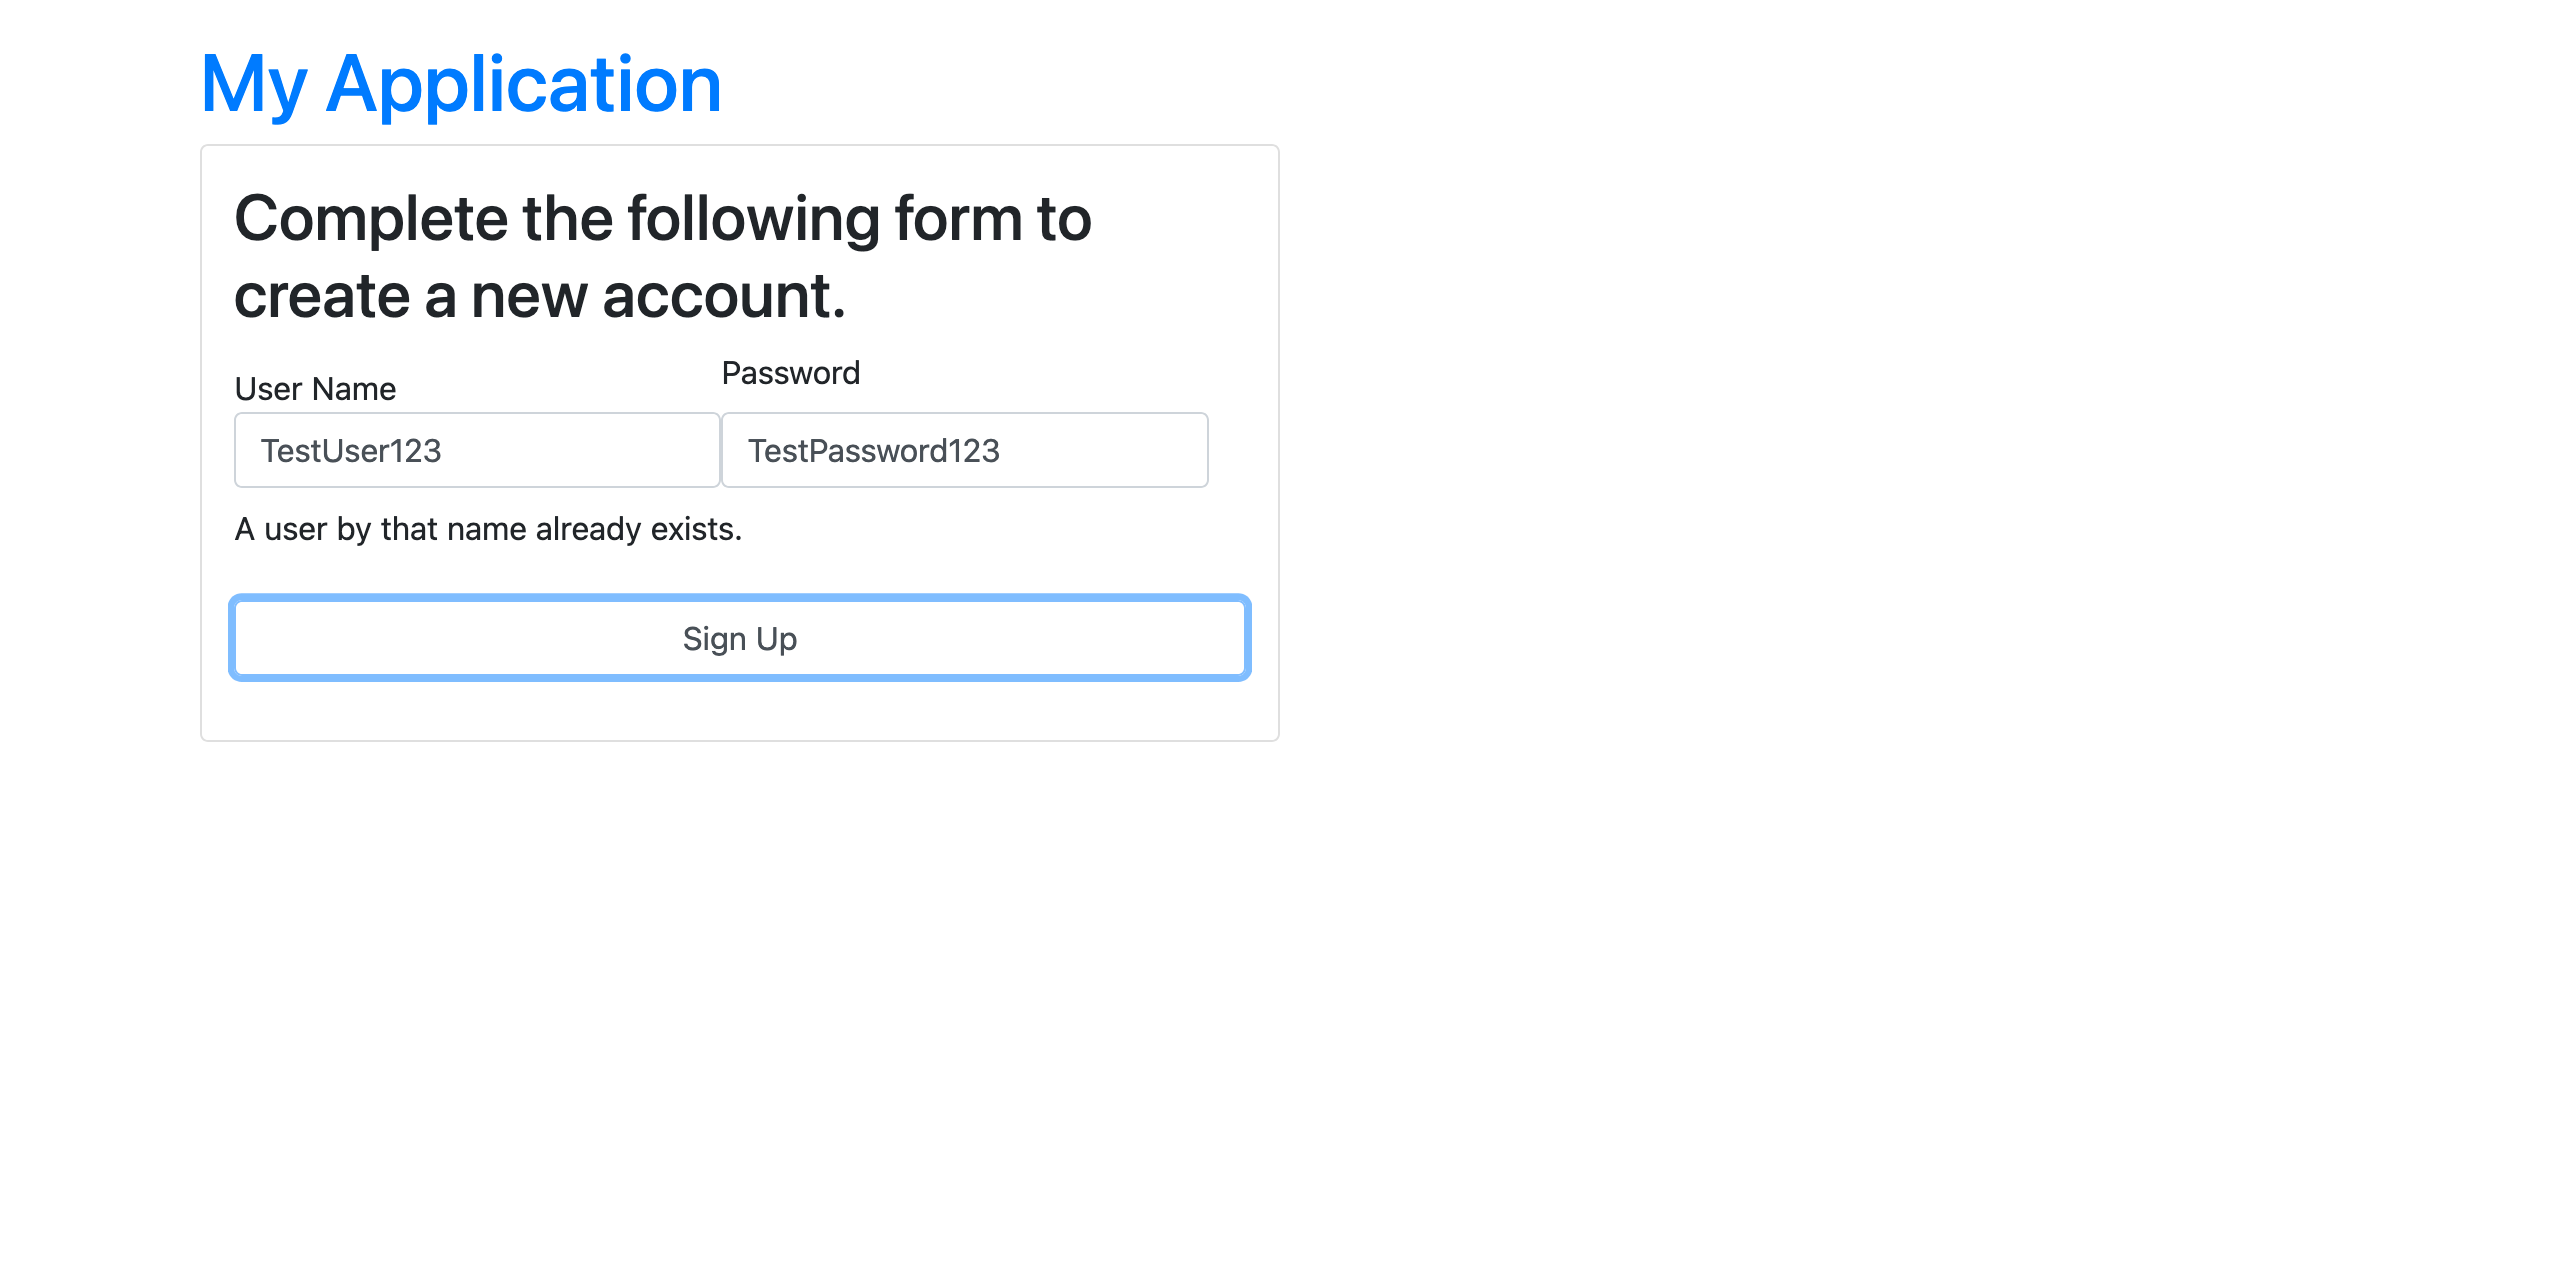 My Application
Complete the following form to
create a new account.
User Name
Password
TestUser123
TestPassword123
A user by that name already exists.
Sign Up